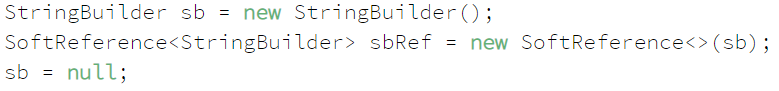 StringBuilder sb = new StringBuilder();
SoftReference<StringBuilder> sbRef = new SoftReference<>(sb);
sb = null;